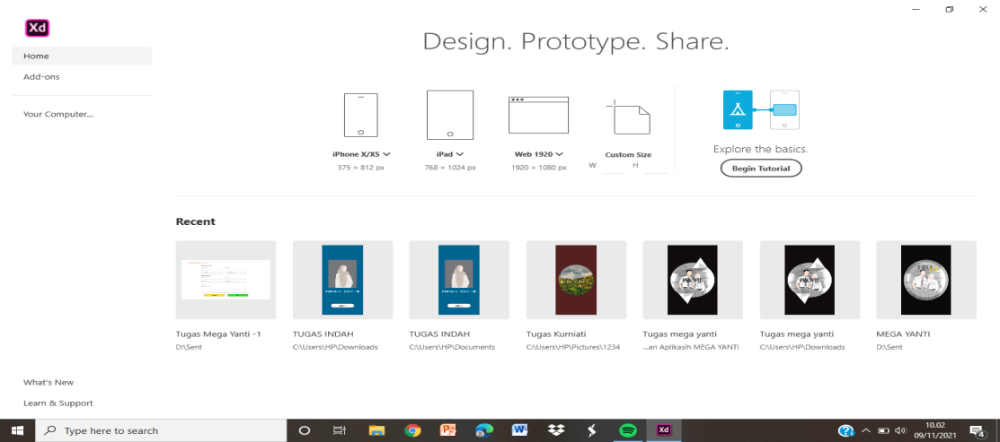 Xd
Design. Prototype. Share.
Home
Add-ons
Your Computer...
iPhone X/XS
375 × 812 px
iPad
768 × 1024 px
Web 1920
1920 × 1080 px
Custom Size
W H
Explore the basics.
Begin Tutorial
Recent
Tugas Mega Yanti -1
D:\Sent
TUGAS INDAH
C:\Users\HP\Downloads
TUGAS INDAH
C:\Users\HP\Documents
Tugas Kurniati
C:\Users\HP\Pictures\1234
Tugas mega yanti
...an Aplikasih MEGA YANTI
Tugas mega yanti
C:\Users\HP\Downloads
MEGA YANTI
D:\Sent
What's New
Learn & Support
Type here to search
Xd
10.02
09/11/2021
4